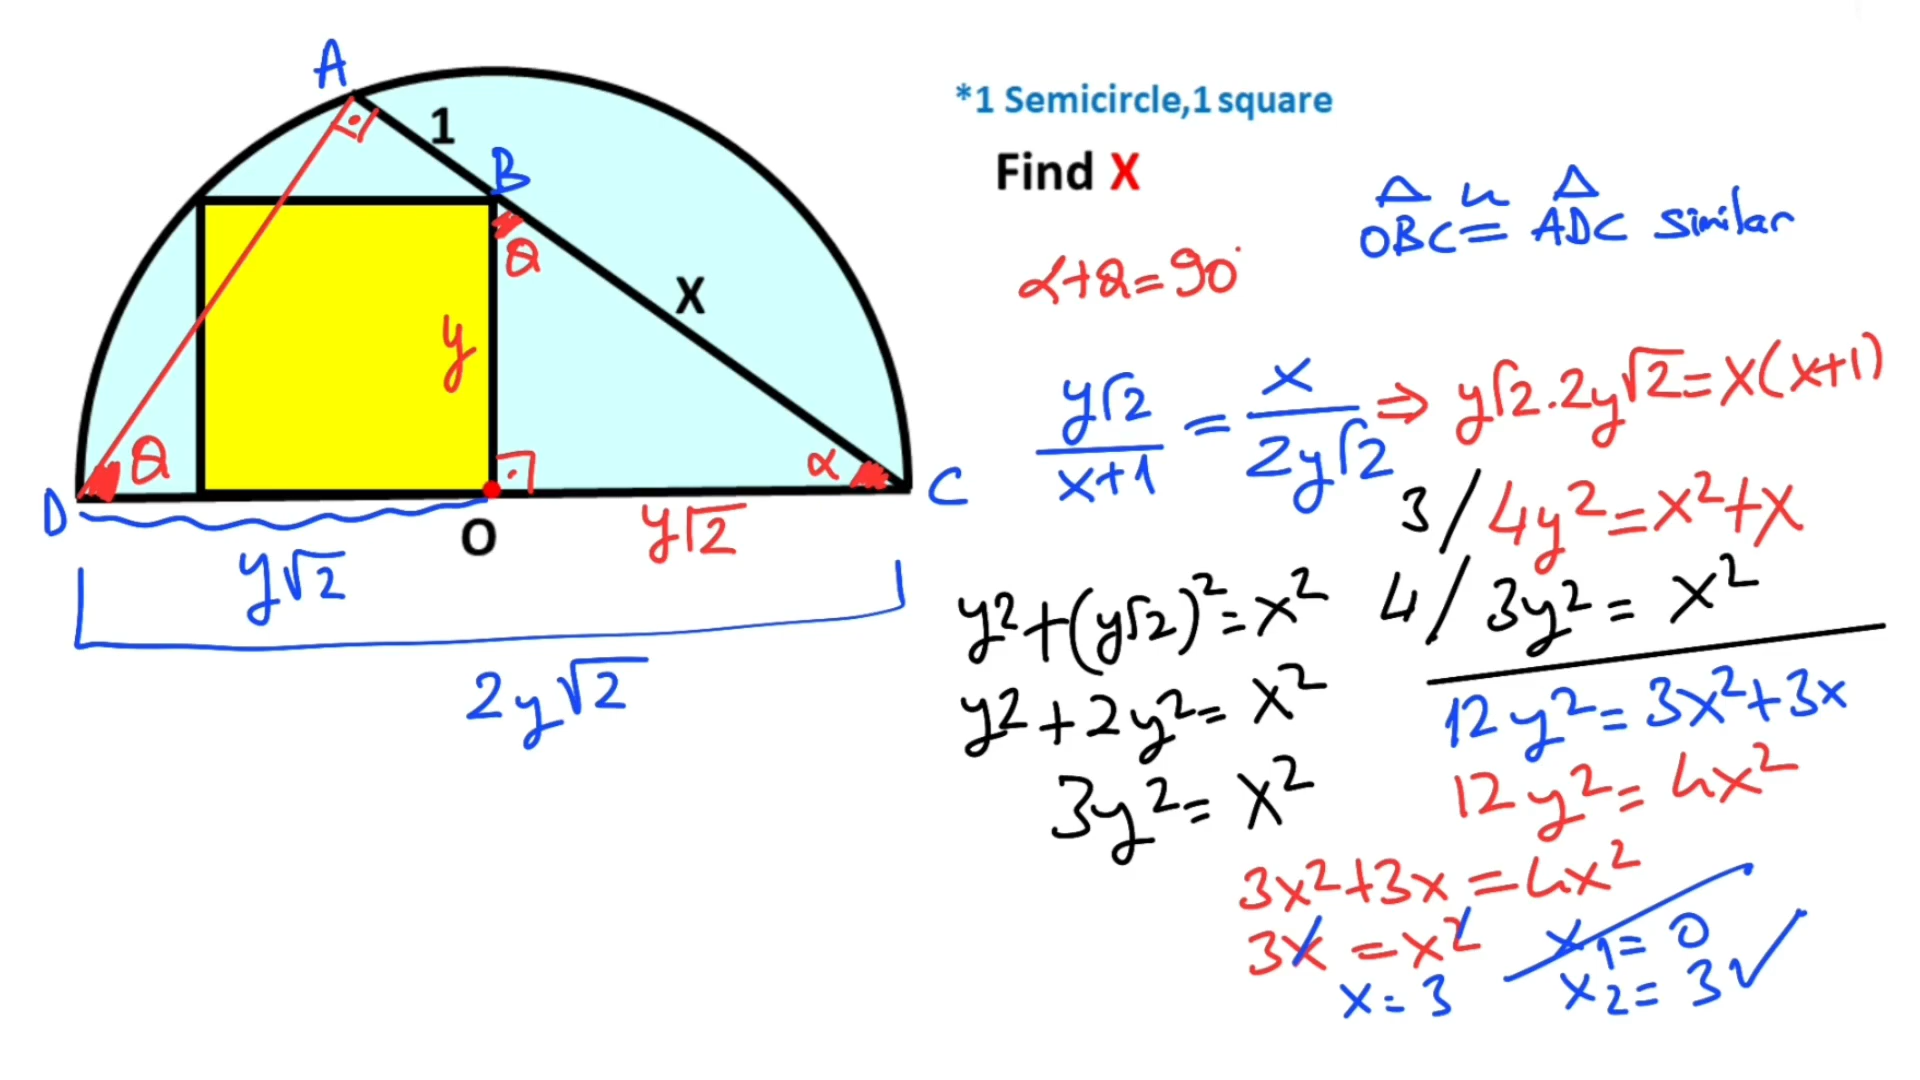 A
1
B
θ
y
X
θ
α
D
O
C
y√2
y√2
2y√2
*1 Semicircle,1 square
Find X
α+θ=90°
OBC ≅ ADC similar
y√2/x+1 = x/2y√2 ⇒ y√2.2y√2=x(x+1)
3/ 4y²=x²+x
4/ 3y²= x²
12y²=3x²+3x
12y²=4x²
y²+(y√2)²=x²
y²+2y²=x²
3y²=x²
3x²+3x=4x²
3x=x²
x=3
x₁=0
x₂=3✓